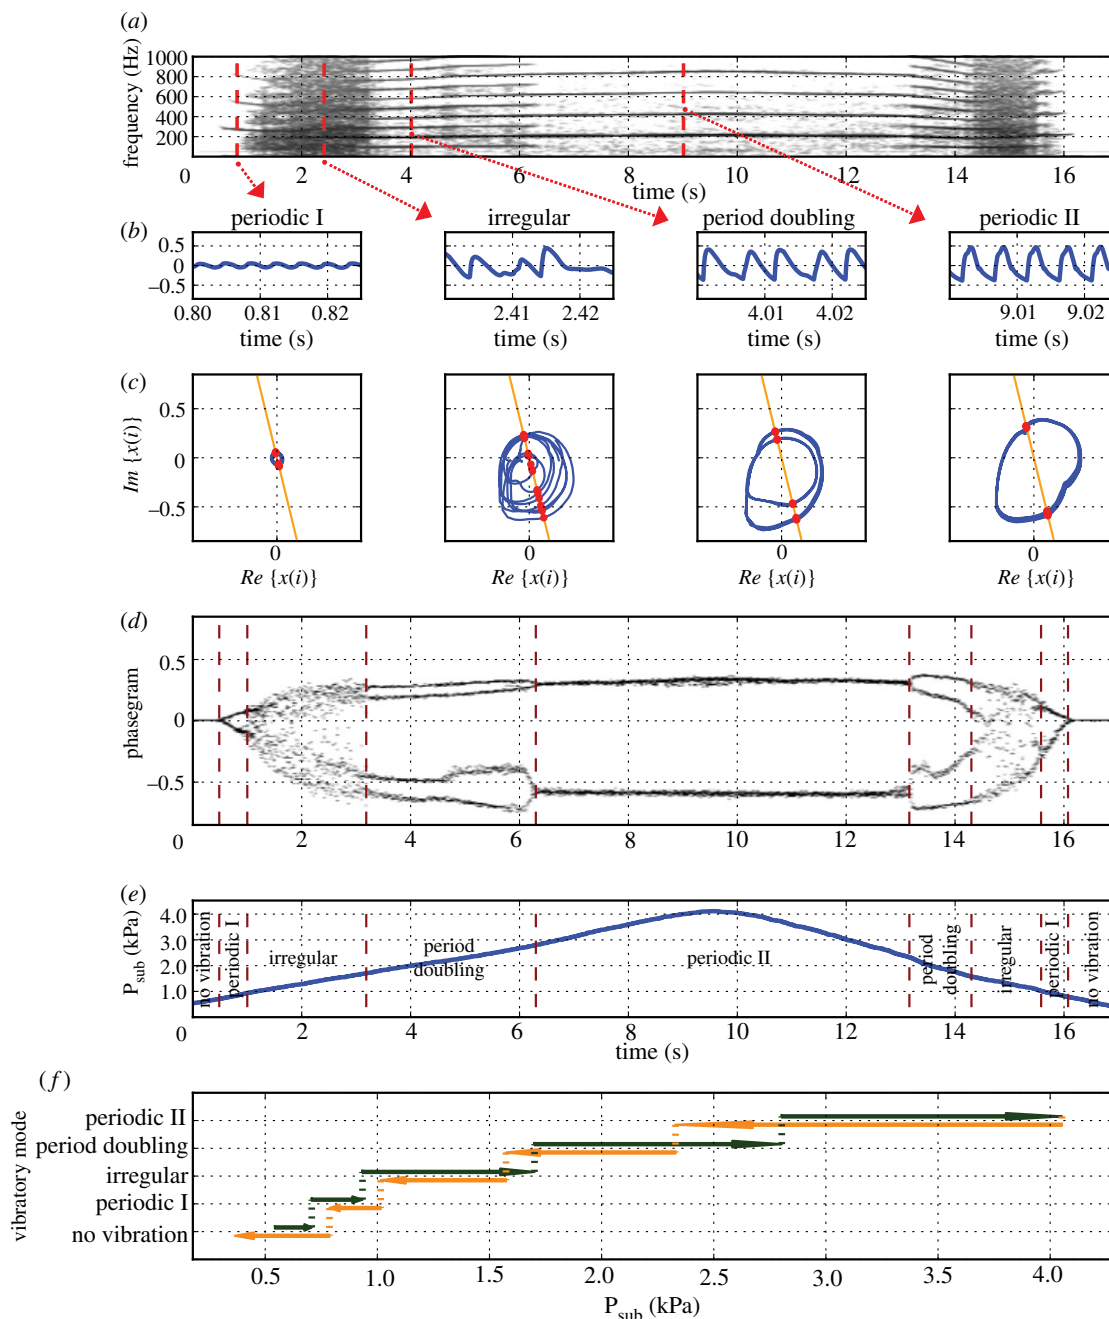 (a)
frequency (Hz)
1000
800
600
400
200
0 2 4 6 8 10 12 14 16
time (s)
(b)
periodic I irregular period doubling periodic II
0.5
0
−0.5
0.80 0.81 0.82 2.41 2.42 4.01 4.02 9.01 9.02
time (s) time (s) time (s) time (s)
(c)
Im {x(i)}
0.5
0
−0.5
0 0 0 0
Re {x(i)} Re {x(i)} Re {x(i)} Re {x(i)}
(d)
phasegram
0.5
0
−0.5
0 2 4 6 8 10 12 14 16
(e)
P_sub (kPa)
4.0
3.0
2.0
1.0
no vibration
periodic I
irregular
period
doubling
periodic II
period
doubling
irregular
periodic I
no vibration
0 2 4 6 8 10 12 14 16
time (s)
(f)
vibratory mode
periodic II
period doubling
irregular
periodic I
no vibration
0.5 1.0 1.5 2.0 2.5 3.0 3.5 4.0
P_sub (kPa)